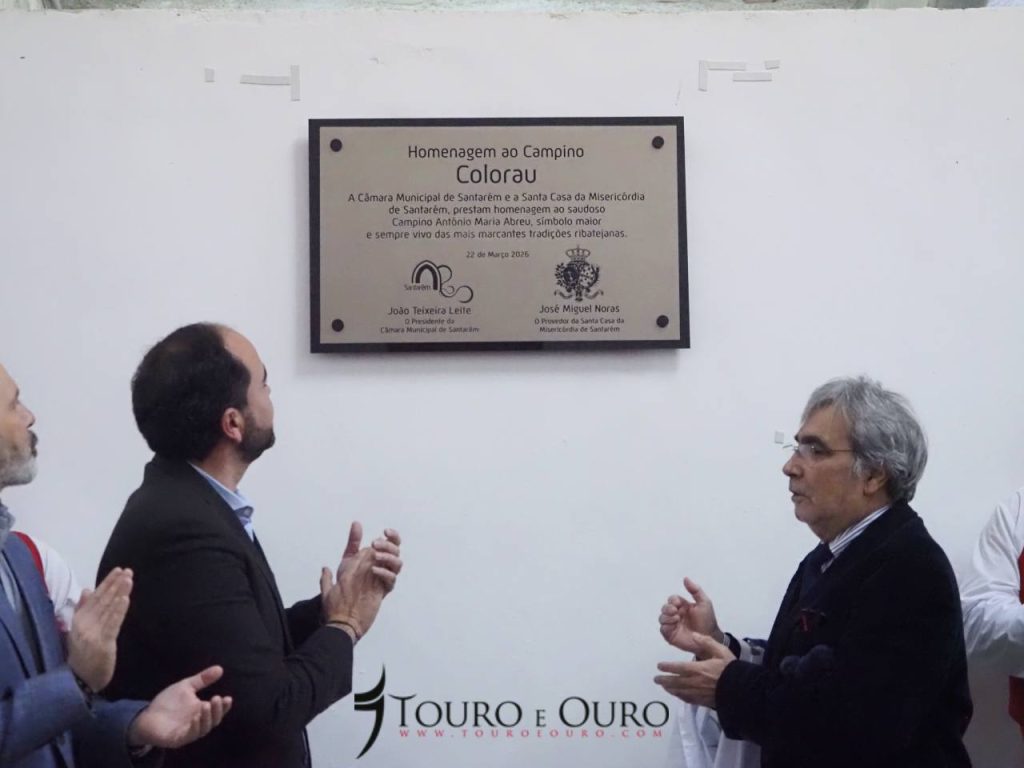 Homenagem ao Campino
Colorau
A Câmara Municipal de Santarém e a Santa Casa da Misericórdia
de Santarém, prestam homenagem ao saudoso
Campino António Maria Abreu, símbolo maior
e sempre vivo das mais marcantes tradições ribatejanas.
22 de Março 2026
Santarém
João Teixeira Leite
O Presidente da
Câmara Municipal de Santarém
José Miguel Noras
O Provedor da Santa Casa da
Misericórdia de Santarém
TOURO E OURO
WWW.TOUROEOURO.COM